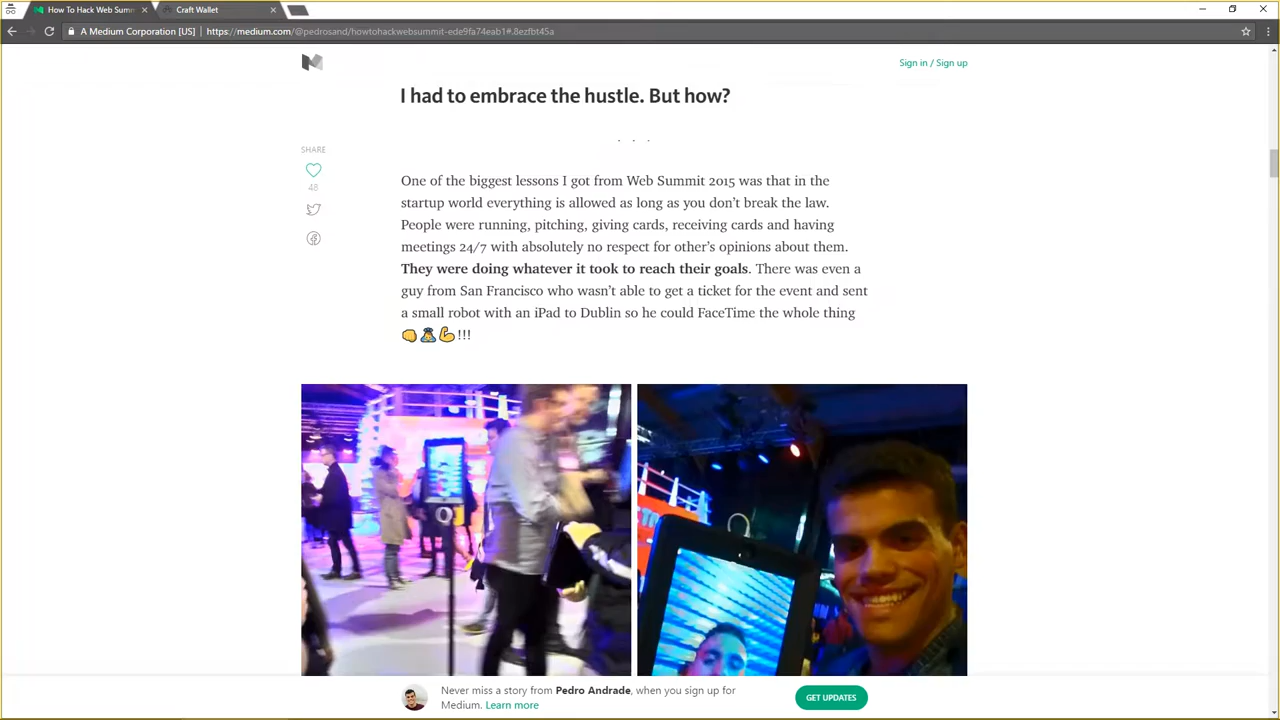 How To Hack Web Summ
Craft Wallet
A Medium Corporation [US] | https://medium.com/@pedrosand/howtohackwebsummit-ede9fa74eab1#.8ezfbt45a
Sign in / Sign up
I had to embrace the hustle. But how?
. . .
SHARE
48
One of the biggest lessons I got from Web Summit 2015 was that in the
startup world everything is allowed as long as you don’t break the law.
People were running, pitching, giving cards, receiving cards and having
meetings 24/7 with absolutely no respect for other’s opinions about them.
They were doing whatever it took to reach their goals. There was even a
guy from San Francisco who wasn’t able to get a ticket for the event and sent
a small robot with an iPad to Dublin so he could FaceTime the whole thing
!!!
Never miss a story from Pedro Andrade, when you sign up for
Medium. Learn more
GET UPDATES